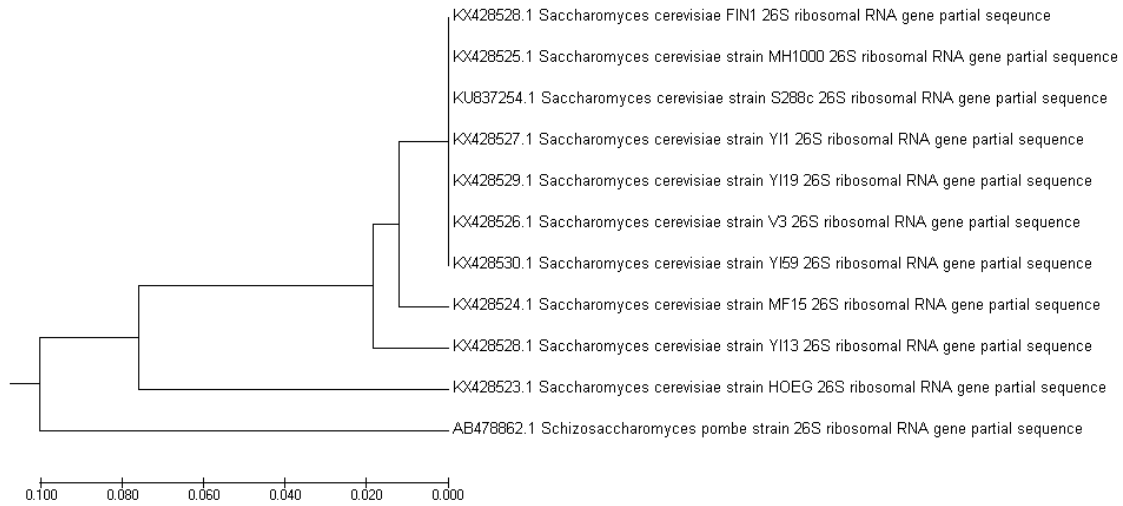 KX428528.1 Saccharomyces cerevisiae FIN1 26S ribosomal RNA gene partial seqeunce
KX428525.1 Saccharomyces cerevisiae strain MH1000 26S ribosomal RNA gene partial sequence
KU837254.1 Saccharomyces cerevisiae strain S288c 26S ribosomal RNA gene partial sequence
KX428527.1 Saccharomyces cerevisiae strain YI1 26S ribosomal RNA gene partial sequence
KX428529.1 Saccharomyces cerevisiae strain YI19 26S ribosomal RNA gene partial sequence
KX428526.1 Saccharomyces cerevisiae strain V3 26S ribosomal RNA gene partial sequence
KX428530.1 Saccharomyces cerevisiae strain YI59 26S ribosomal RNA gene partial sequence
KX428524.1 Saccharomyces cerevisiae strain MF15 26S ribosomal RNA gene partial sequence
KX428528.1 Saccharomyces cerevisiae strain YI13 26S ribosomal RNA gene partial sequence
KX428523.1 Saccharomyces cerevisiae strain HOEG 26S ribosomal RNA gene partial sequence
AB478862.1 Schizosaccharomyces pombe strain 26S ribosomal RNA gene partial sequence
0.100 0.080 0.060 0.040 0.020 0.000